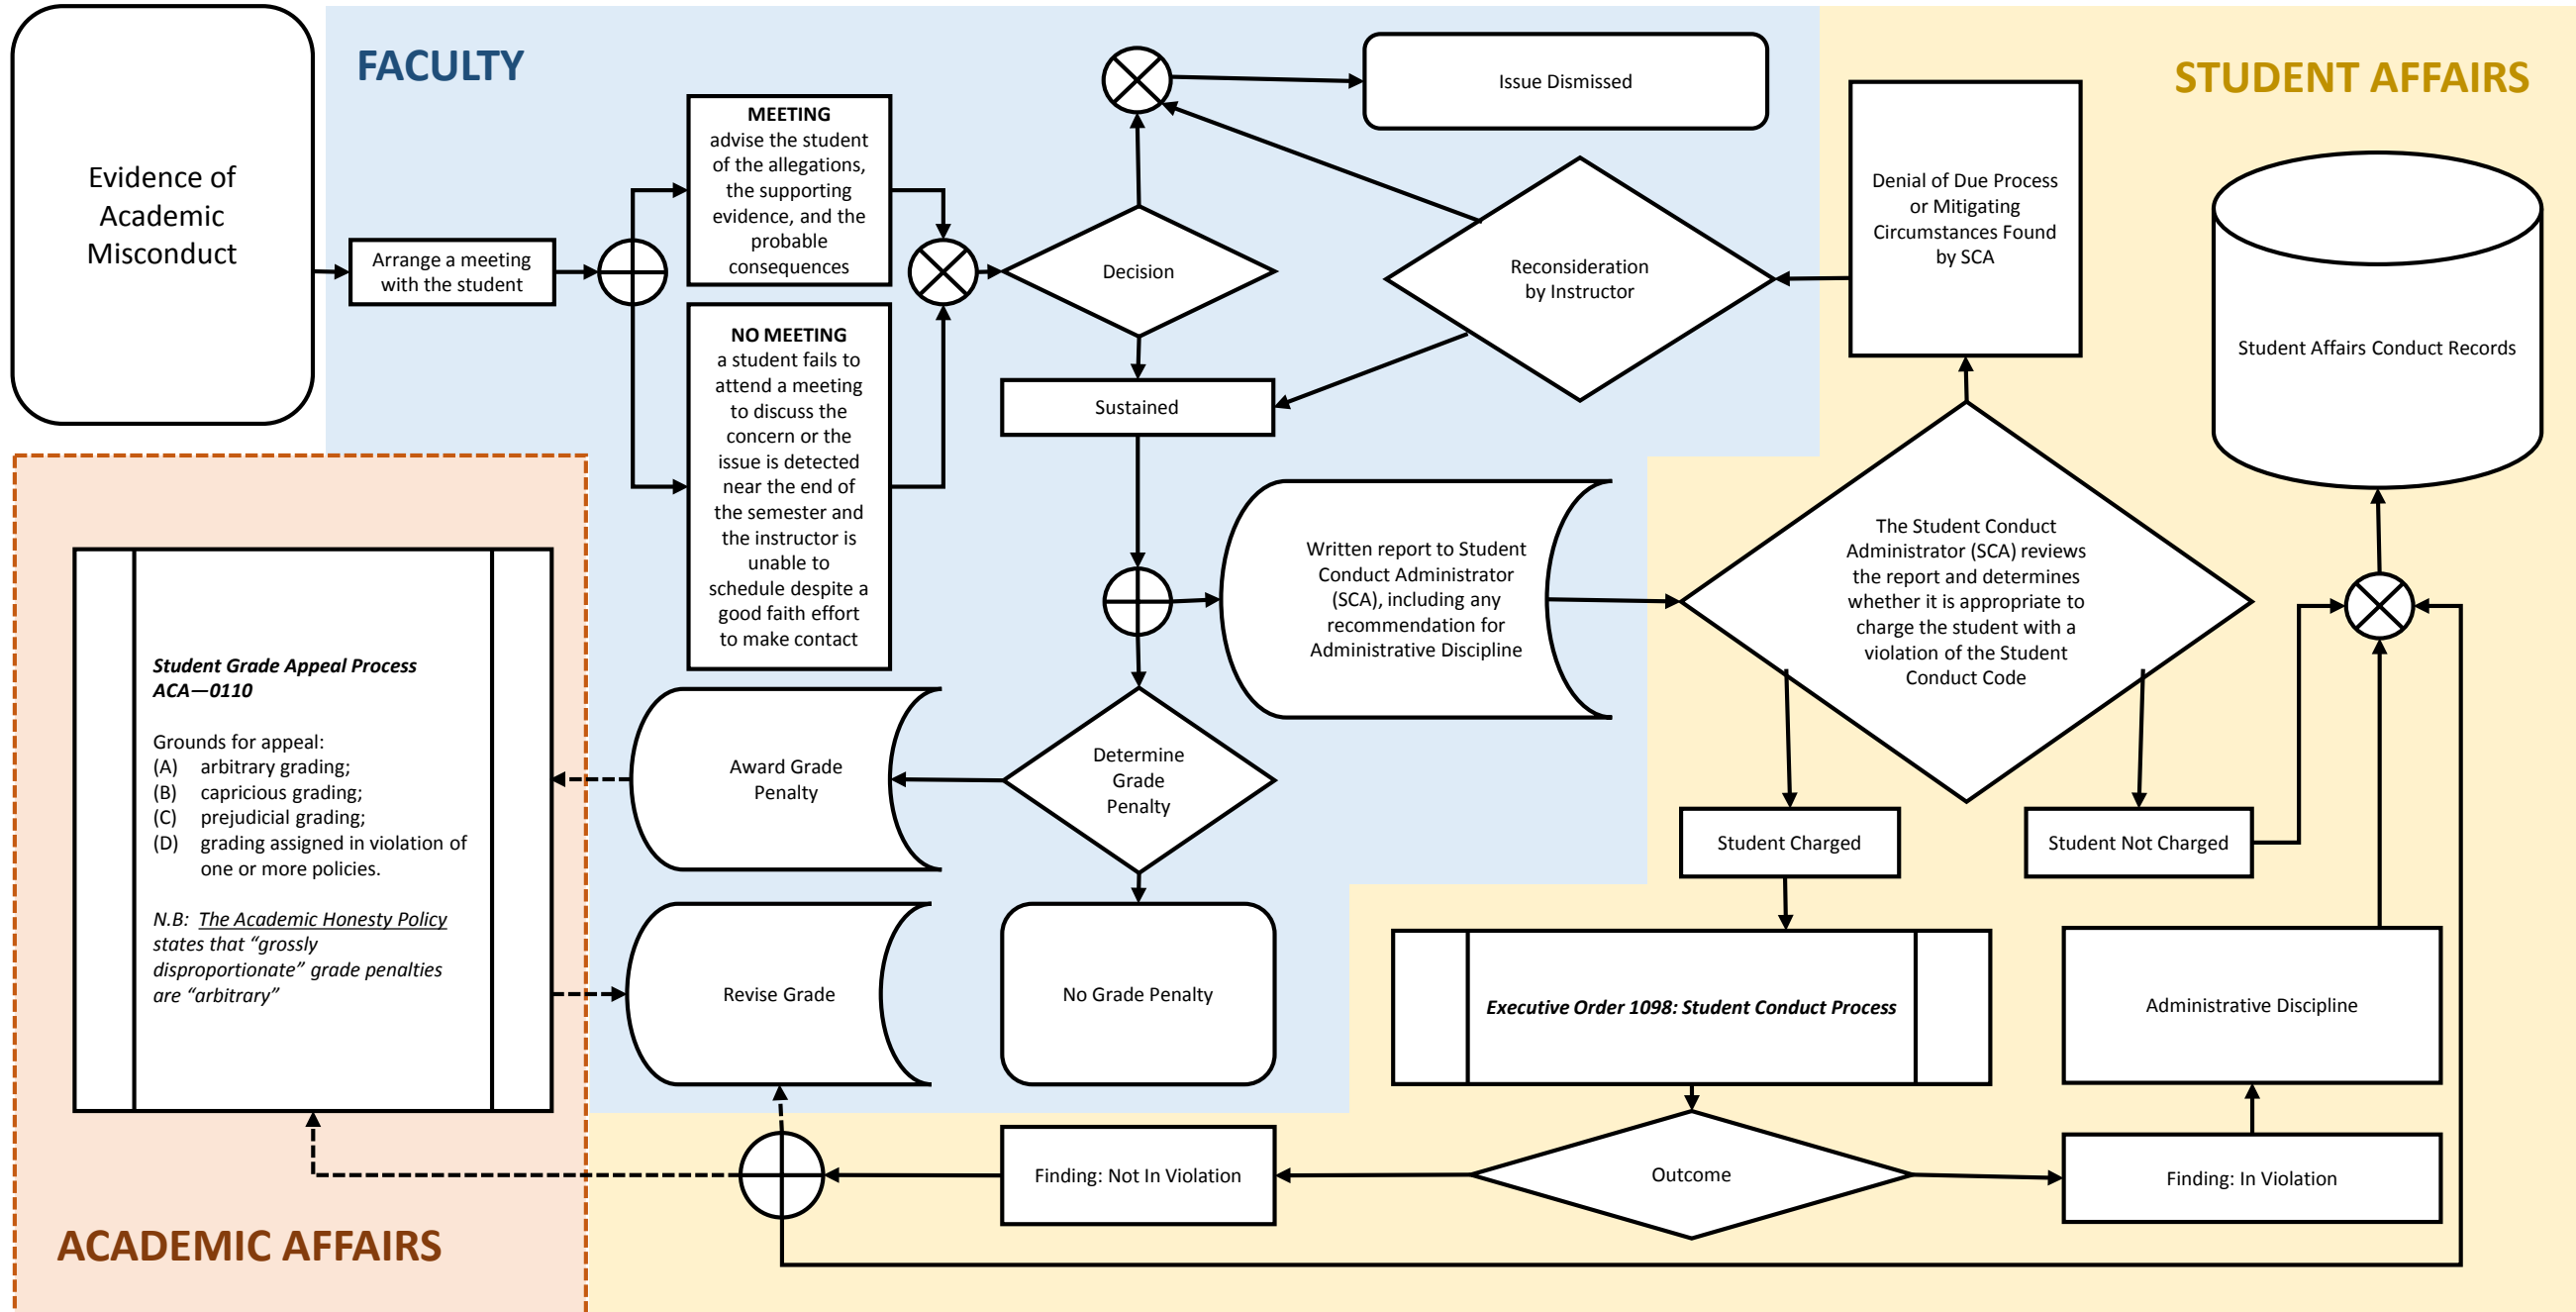 FACULTY
STUDENT AFFAIRS
Evidence of
Academic
Misconduct
Arrange a meeting
with the student
MEETING
advise the student
of the allegations,
the supporting
evidence, and the
probable
consequences
NO MEETING
a student fails to
attend a meeting
to discuss the
concern or the
issue is detected
near the end of
the semester and
the instructor is
unable to
schedule despite a
good faith effort
to make contact
Decision
Issue Dismissed
Reconsideration
by Instructor
Denial of Due Process
or Mitigating
Circumstances Found
by SCA
Student Affairs Conduct Records
Sustained
Written report to Student
Conduct Administrator
(SCA), including any
recommendation for
Administrative Discipline
The Student Conduct
Administrator (SCA) reviews
the report and determines
whether it is appropriate to
charge the student with a
violation of the Student
Conduct Code
Student Grade Appeal Process
ACA—0110
Grounds for appeal:
(A) arbitrary grading;
(B) capricious grading;
(C) prejudicial grading;
(D) grading assigned in violation of
one or more policies.
N.B: The Academic Honesty Policy
states that “grossly
disproportionate” grade penalties
are “arbitrary”
Award Grade
Penalty
Determine
Grade
Penalty
Student Charged
Student Not Charged
Revise Grade
No Grade Penalty
Executive Order 1098: Student Conduct Process
Administrative Discipline
Finding: Not In Violation
Outcome
Finding: In Violation
ACADEMIC AFFAIRS